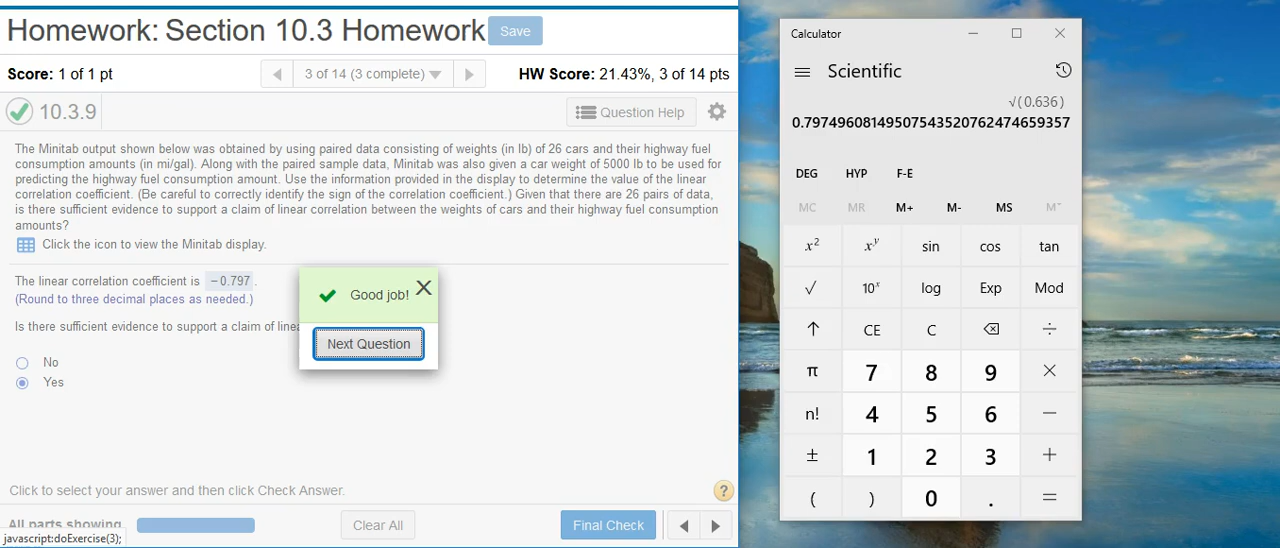 Homework: Section 10.3 Homework Save
Score: 1 of 1 pt
3 of 14 (3 complete)
HW Score: 21.43%, 3 of 14 pts
10.3.9
Question Help
The Minitab output shown below was obtained by using paired data consisting of weights (in lb) of 26 cars and their highway fuel
consumption amounts (in mi/gal). Along with the paired sample data, Minitab was also given a car weight of 5000 lb to be used for
predicting the highway fuel consumption amount. Use the information provided in the display to determine the value of the linear
correlation coefficient. (Be careful to correctly identify the sign of the correlation coefficient.) Given that there are 26 pairs of data,
is there sufficient evidence to support a claim of linear correlation between the weights of cars and their highway fuel consumption
amounts?
Click the icon to view the Minitab display.
The linear correlation coefficient is −0.797.
(Round to three decimal places as needed.)
Is there sufficient evidence to support a claim of linea
No
Yes
Good job!
Next Question
Click to select your answer and then click Check Answer.
?
All parts showing
Clear All
Final Check
javascript:doExercise(3);
Calculator
Scientific
√(0.636)
0.79749608149507543520762474659357
DEG HYP F-E
MC MR M+ M- MS M˅
x² xʸ sin cos tan
√ 10ˣ log Exp Mod
↑ CE C ⌫ ÷
π 7 8 9 ×
n! 4 5 6 −
± 1 2 3 +
( ) 0 . =